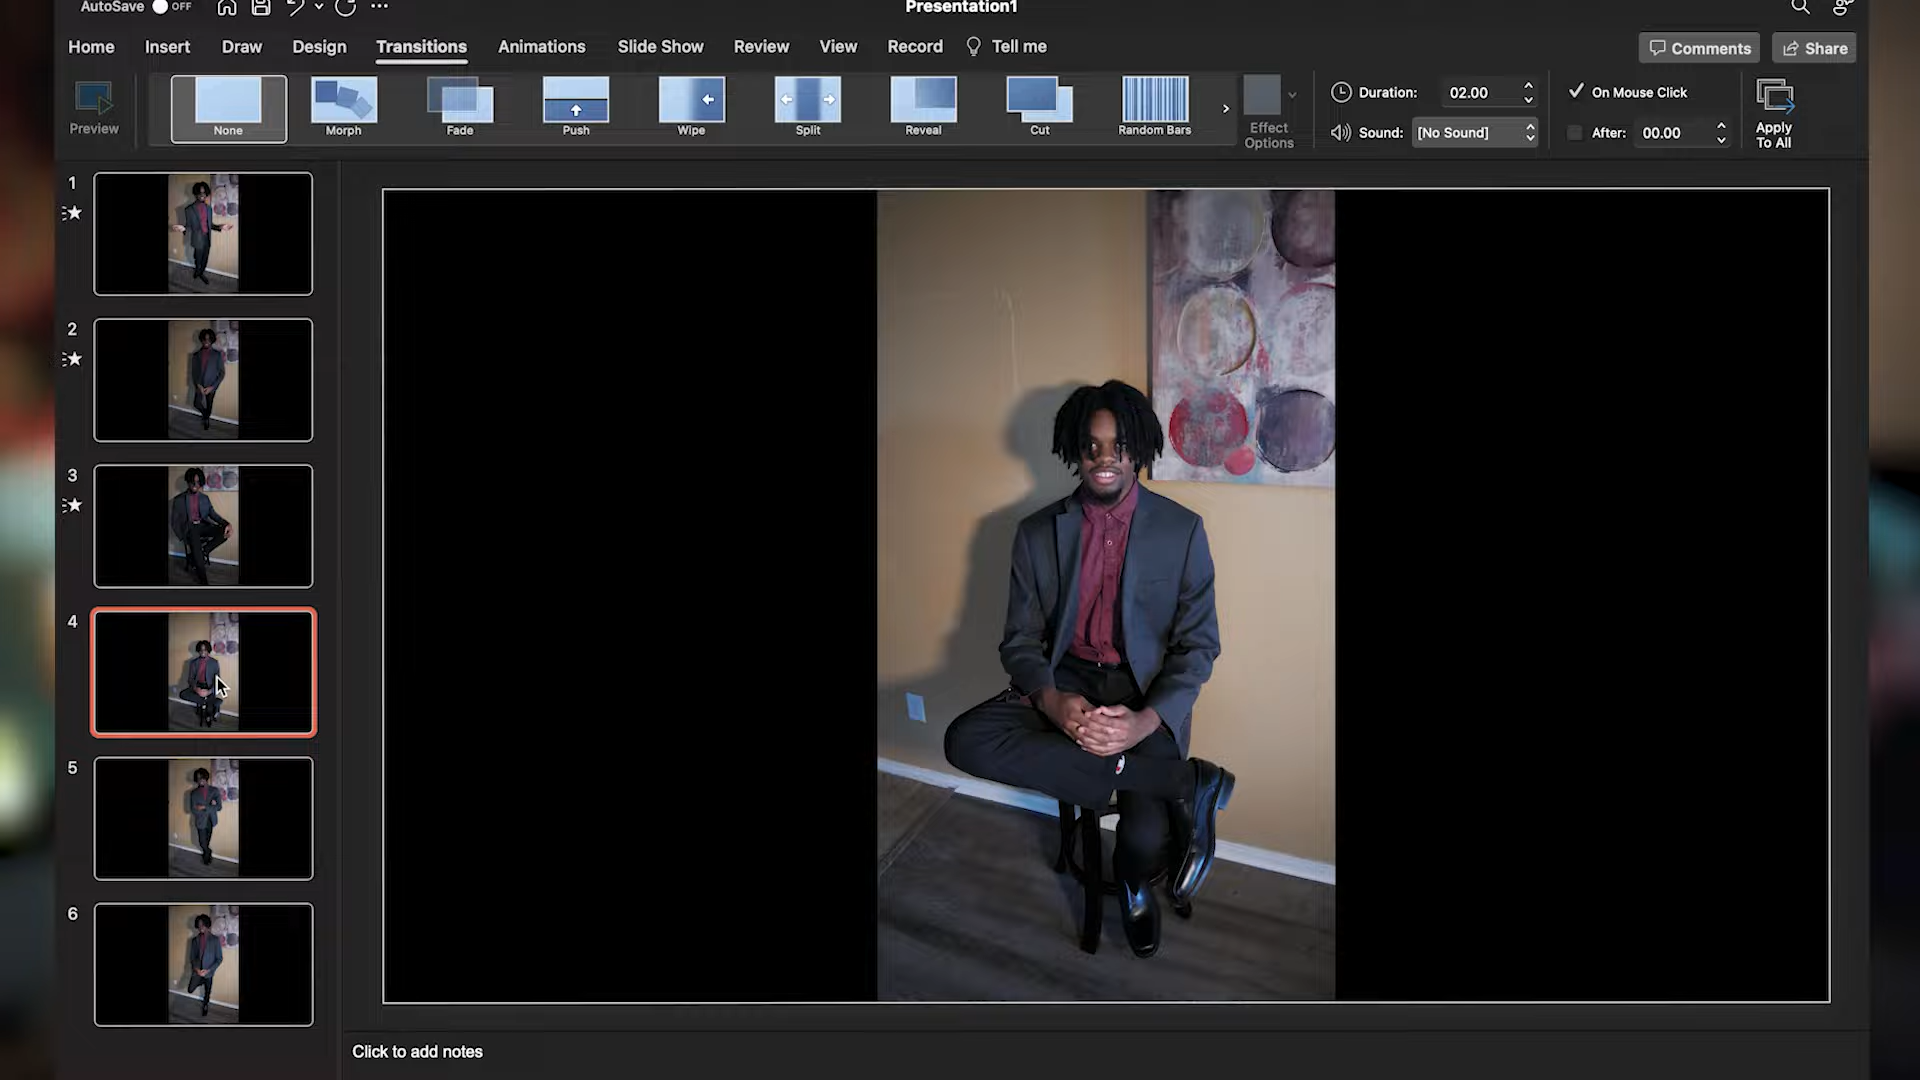 AutoSave OFF
Presentation1
Home Insert Draw Design Transitions Animations Slide Show Review View Record Tell me
Comments Share
Preview
None Morph Fade Push Wipe Split Reveal Cut Random Bars
Effect Options
Duration: 02.00
Sound: [No Sound]
On Mouse Click
After: 00.00
Apply To All
1
2
3
4
5
6
Click to add notes